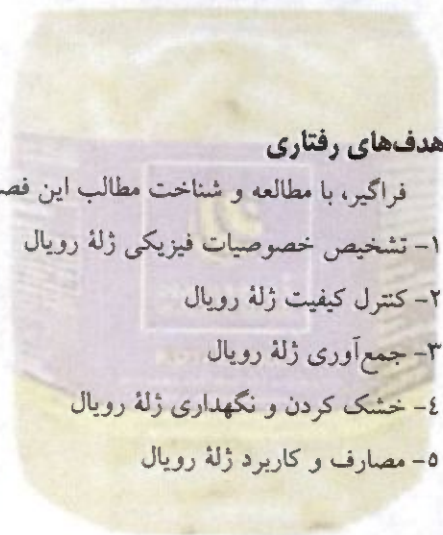 هدف‌های رفتاری
فراگیر، با مطالعه و شناخت مطالب این
۱- تشخیص خصوصیات فیزیکی ژلهٔ رویال
۲- کنترل کیفیت ژلهٔ رویال
۳- جمع‌آوری ژلهٔ رویال
٤- خشک کردن و نگهداری ژلهٔ رویال
٥- مصارف و کاربرد ژلهٔ رویال